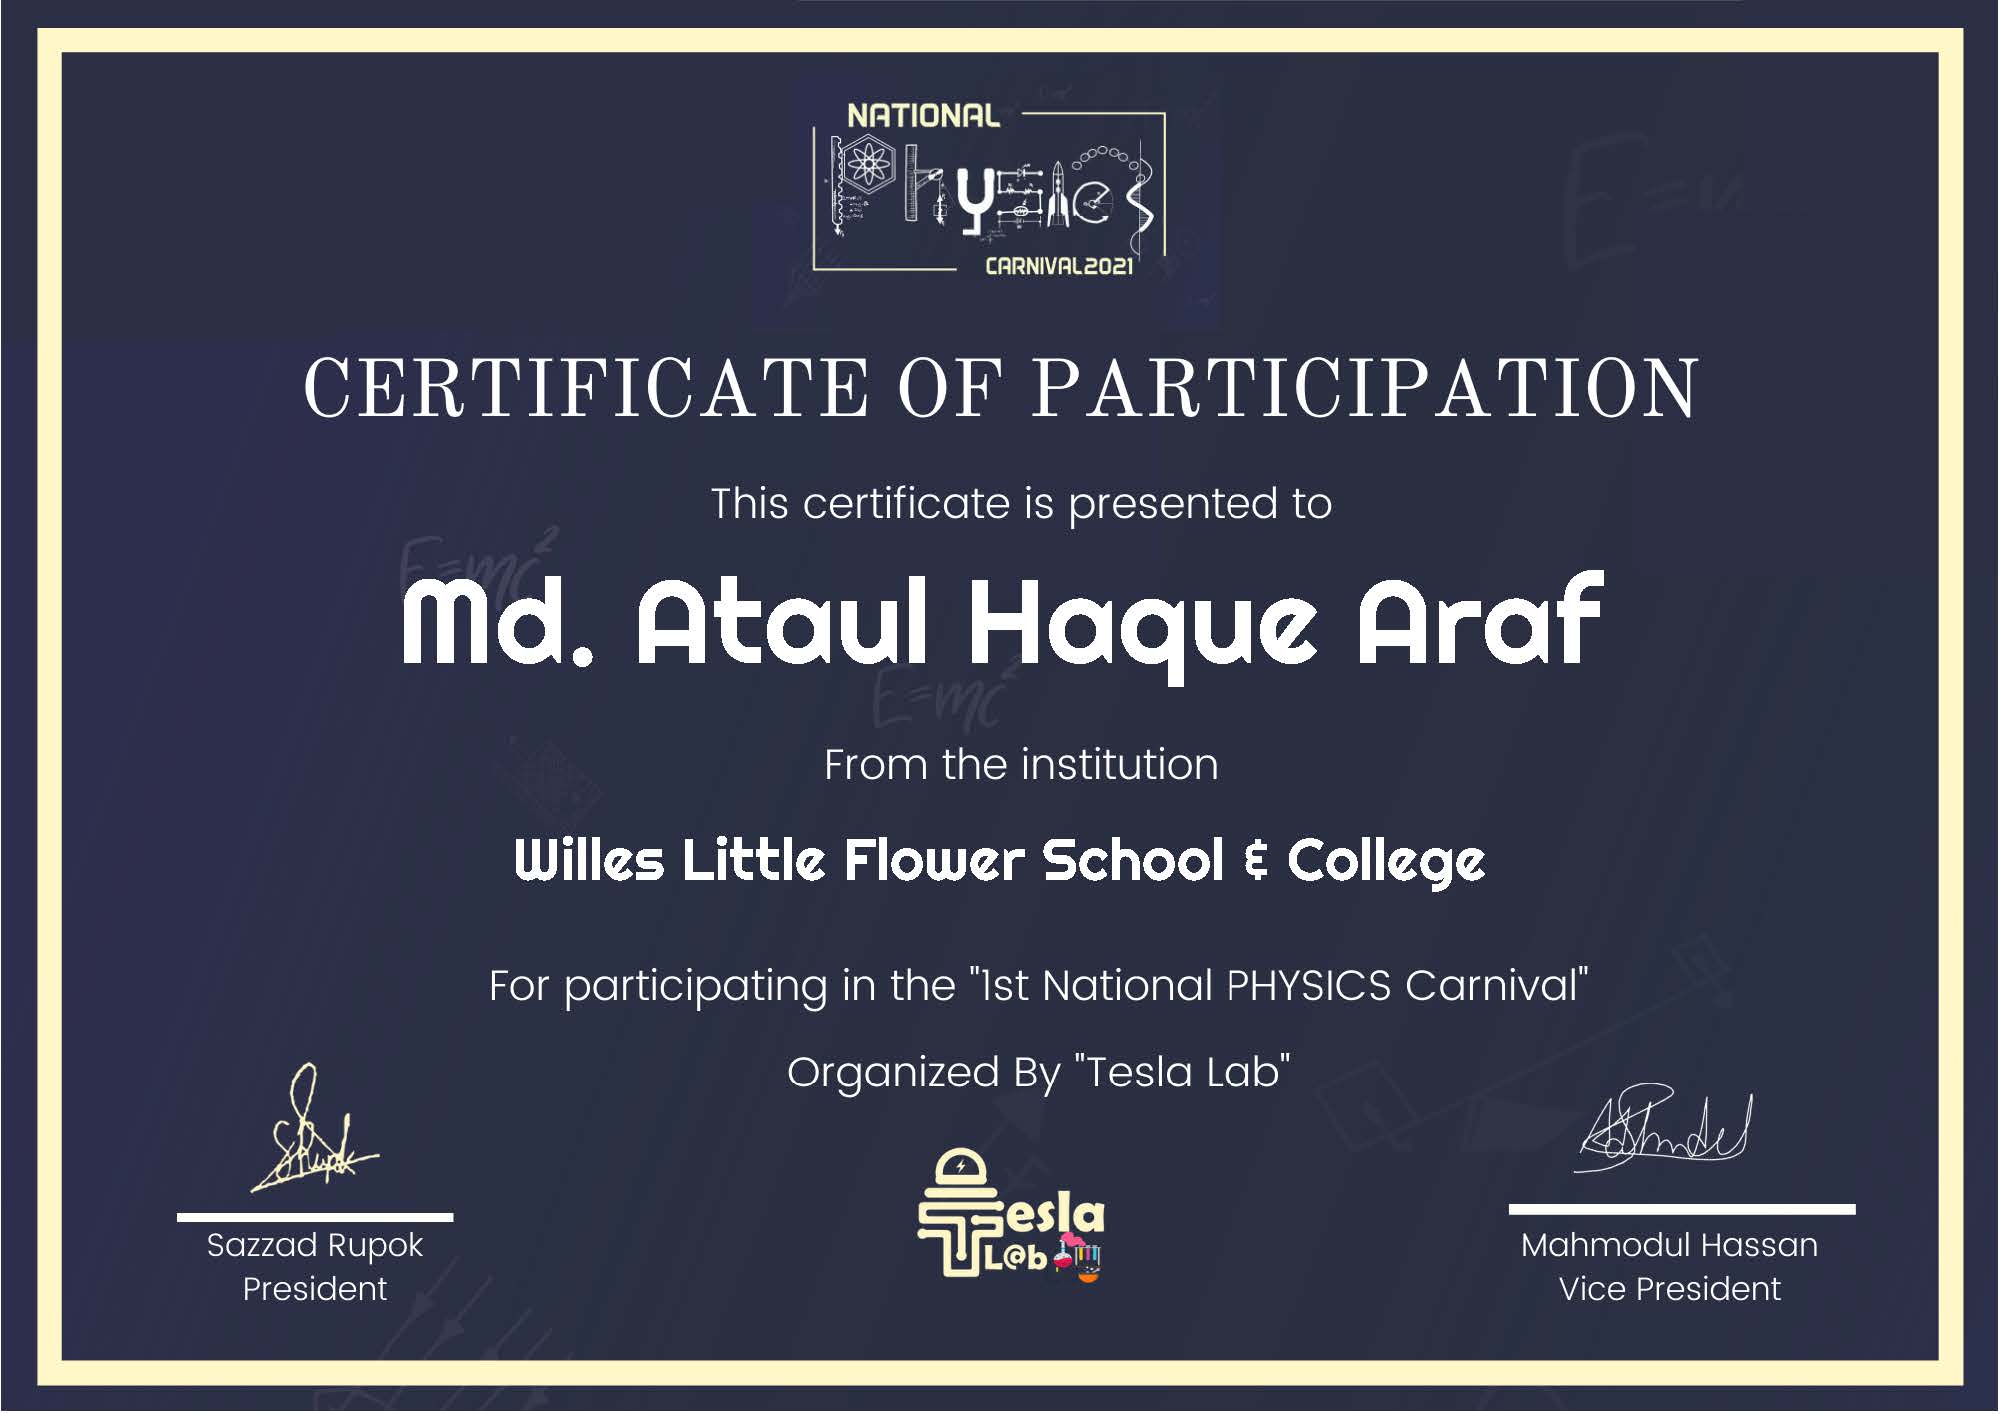 NATIONAL
Physics
CARNIVAL2021
CERTIFICATE OF PARTICIPATION
This certificate is presented to
E=mc²
Md. Ataul Haque Araf
E=mc²
From the institution
Willes Little Flower School & College
For participating in the "1st National PHYSICS Carnival"
Organized By "Tesla Lab"
Tesla
L@b
Sazzad Rupok
President
Mahmodul Hassan
Vice President